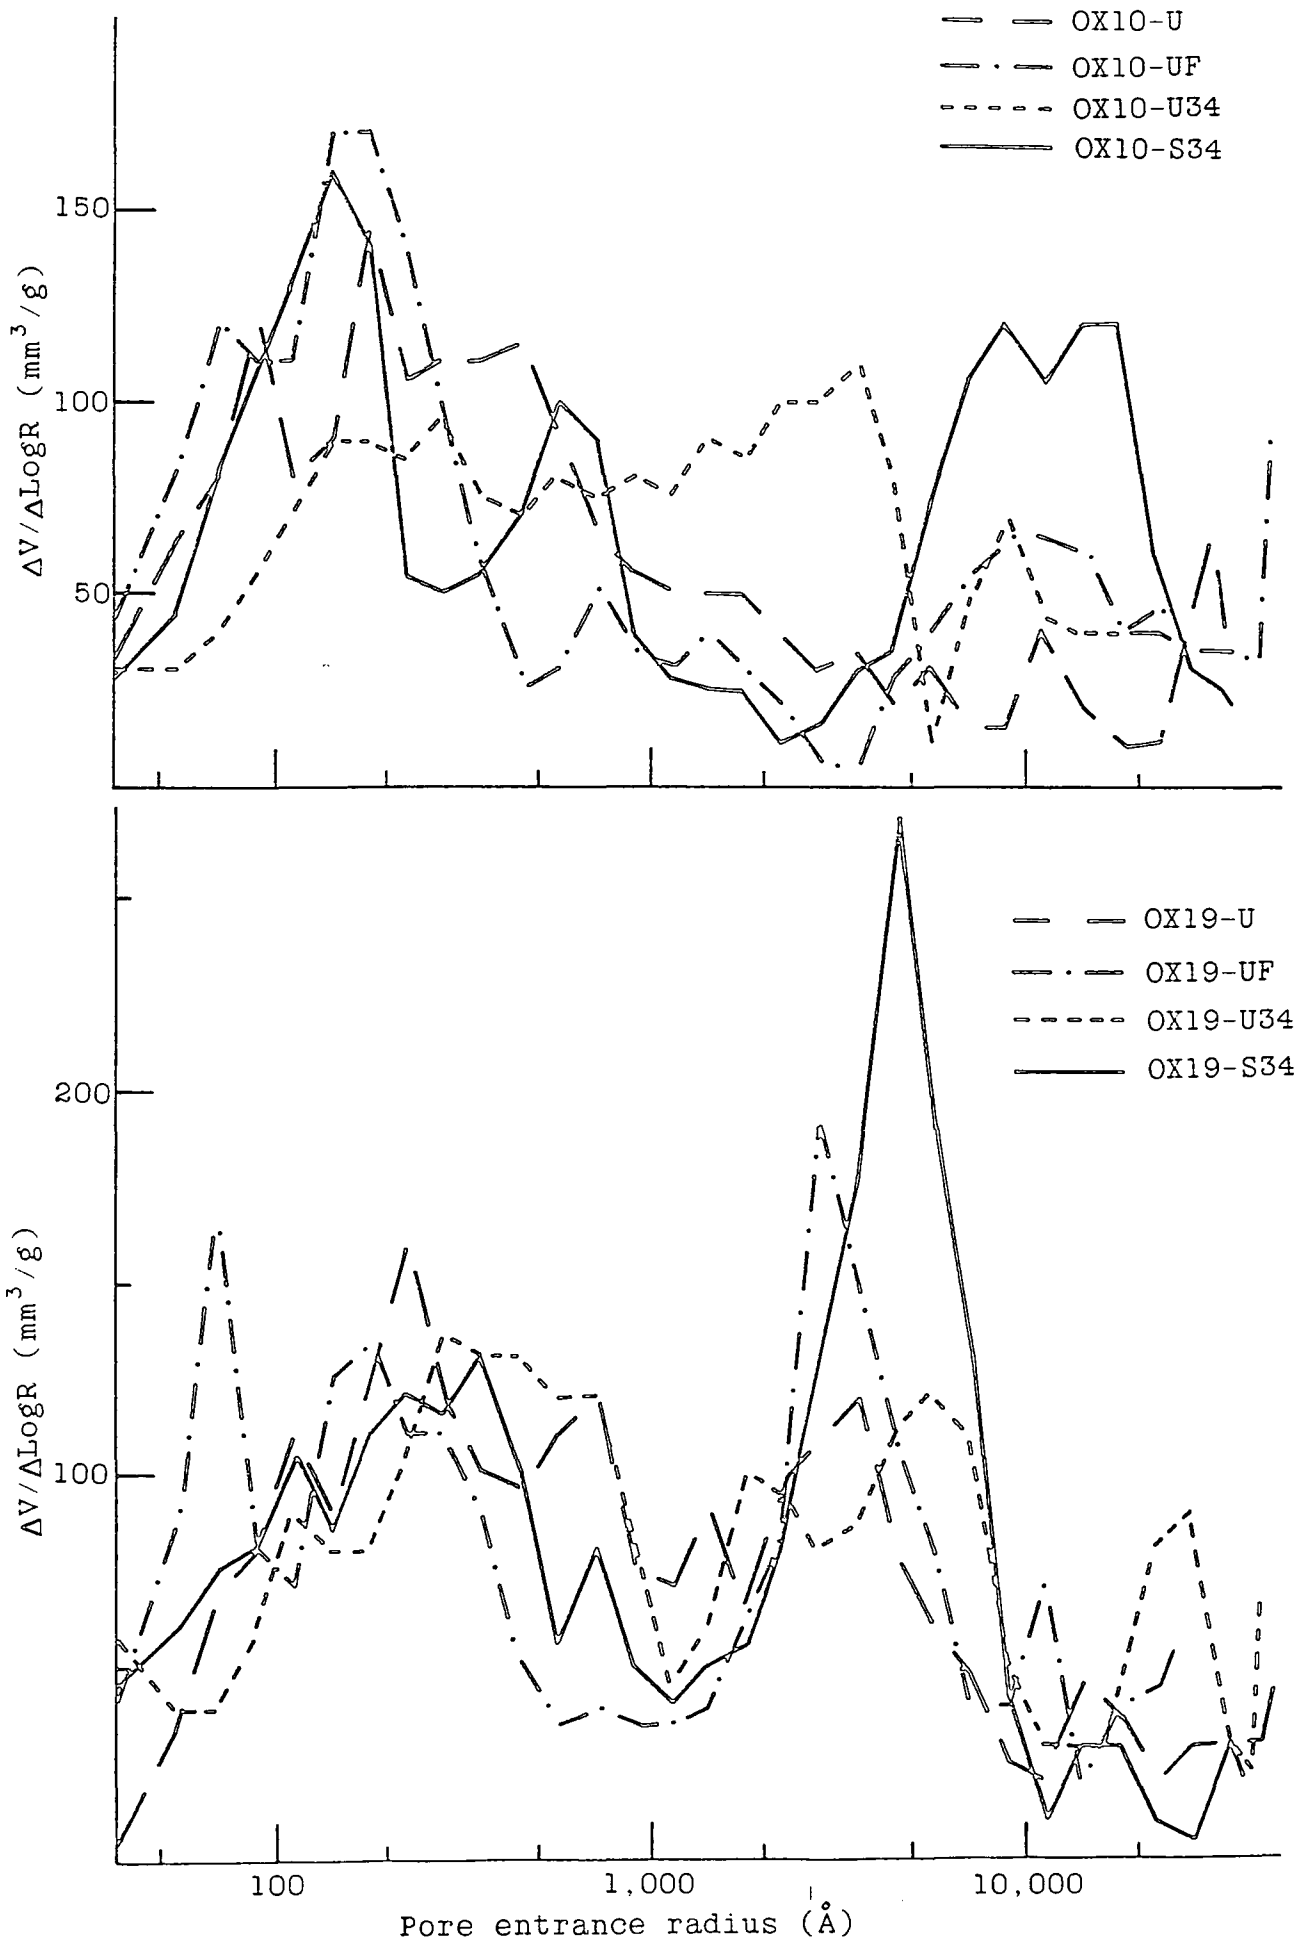 OX10-U
OX10-UF
OX10-U34
OX10-S34
150
100
50
ΔV/ΔLogR (mm³/g)
OX19-U
OX19-UF
OX19-U34
OX19-S34
200
100
ΔV/ΔLogR (mm³/g)
100 1,000 10,000
Pore entrance radius (Å)